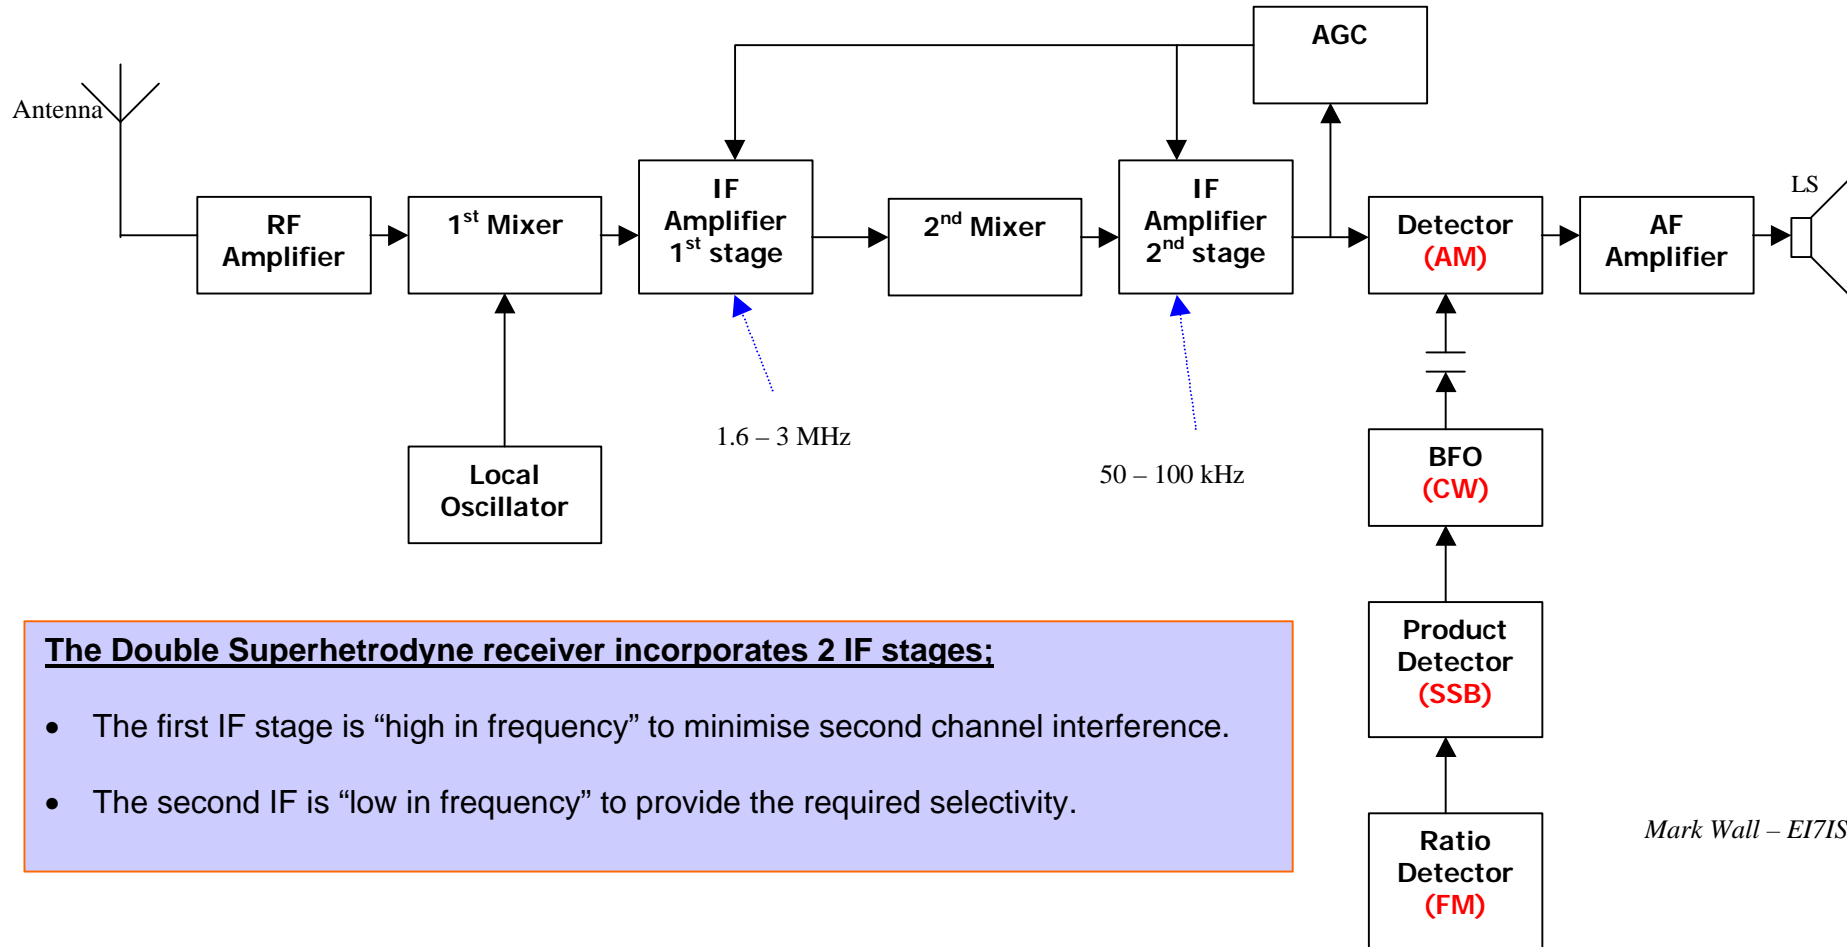 AGC
Antenna
LS
RF
Amplifier
1st Mixer
IF
Amplifier
1st stage
2nd Mixer
IF
Amplifier
2nd stage
Detector
(AM)
AF
Amplifier
1.6 – 3 MHz
50 – 100 kHz
Local
Oscillator
BFO
(CW)
Product
Detector
(SSB)
Ratio
Detector
(FM)
The Double Superhetrodyne receiver incorporates 2 IF stages;
• The first IF stage is “high in frequency” to minimise second channel interference.
• The second IF is “low in frequency” to provide the required selectivity.
Mark Wall – EI7IS